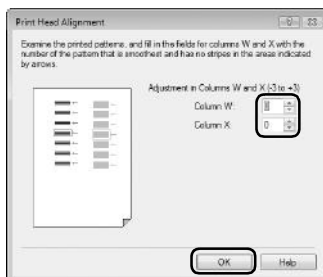 Print Head Alignment
Examine the printed patterns, and fill in the fields for columns W and X with the
number of the pattern that is smoothest and has no stripes in the areas indicated
by arrows.
Adjustment in Columns W and X (-3 to +3)
Column W:
Column X: 0
OK Help